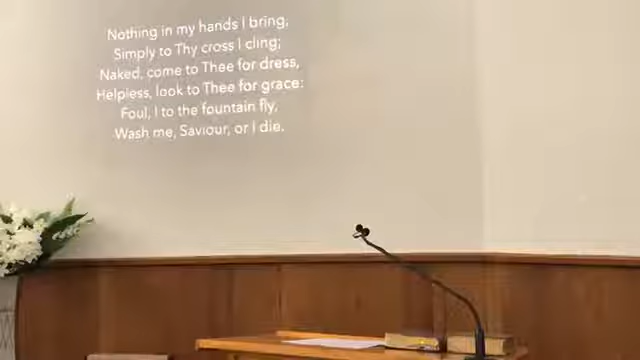 Nothing in my hands I bring,
Simply to Thy cross I cling;
Naked, come to Thee for dress,
Helpless, look to Thee for grace:
Foul, I to the fountain fly,
Wash me, Saviour, or I die.